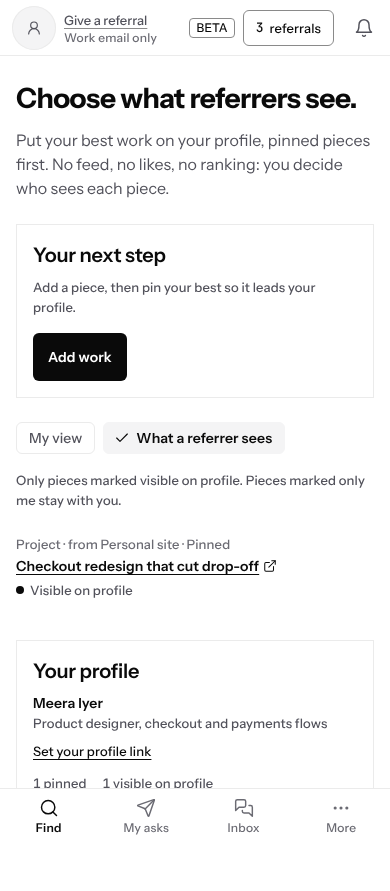 Give a referral
Work email only
BETA
3 referrals
Choose what referrers see.
Put your best work on your profile, pinned pieces
first. No feed, no likes, no ranking: you decide
who sees each piece.
Your next step
Add a piece, then pin your best so it leads your
profile.
Add work
My view
What a referrer sees
Only pieces marked visible on profile. Pieces marked only
me stay with you.
Project · from Personal site · Pinned
Checkout redesign that cut drop-off
Visible on profile
Your profile
Meera Iyer
Product designer, checkout and payments flows
Set your profile link
1 pinned 1 visible on profile
Find
My asks
Inbox
More